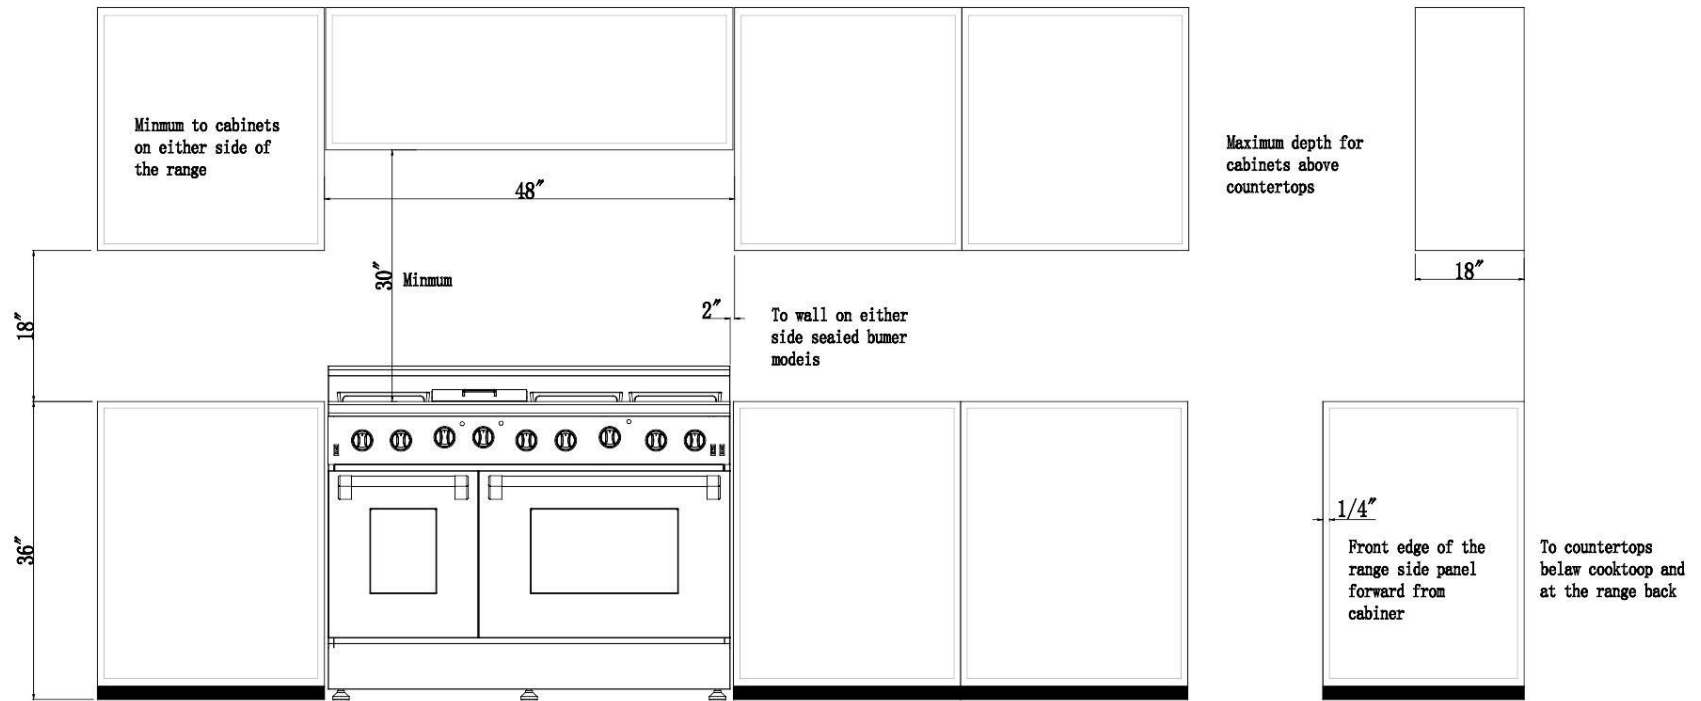 Minmum to cabinets
on either side of
the range
48″
Maximum depth for
cabinets above
countertops
18″
30″
Minmum
2″
To wall on either
side seaied bumer
modeis
18″
36″
1/4″
Front edge of the
range side panel
forward from
cabiner
To countertops
belaw cooktoop and
at the range back